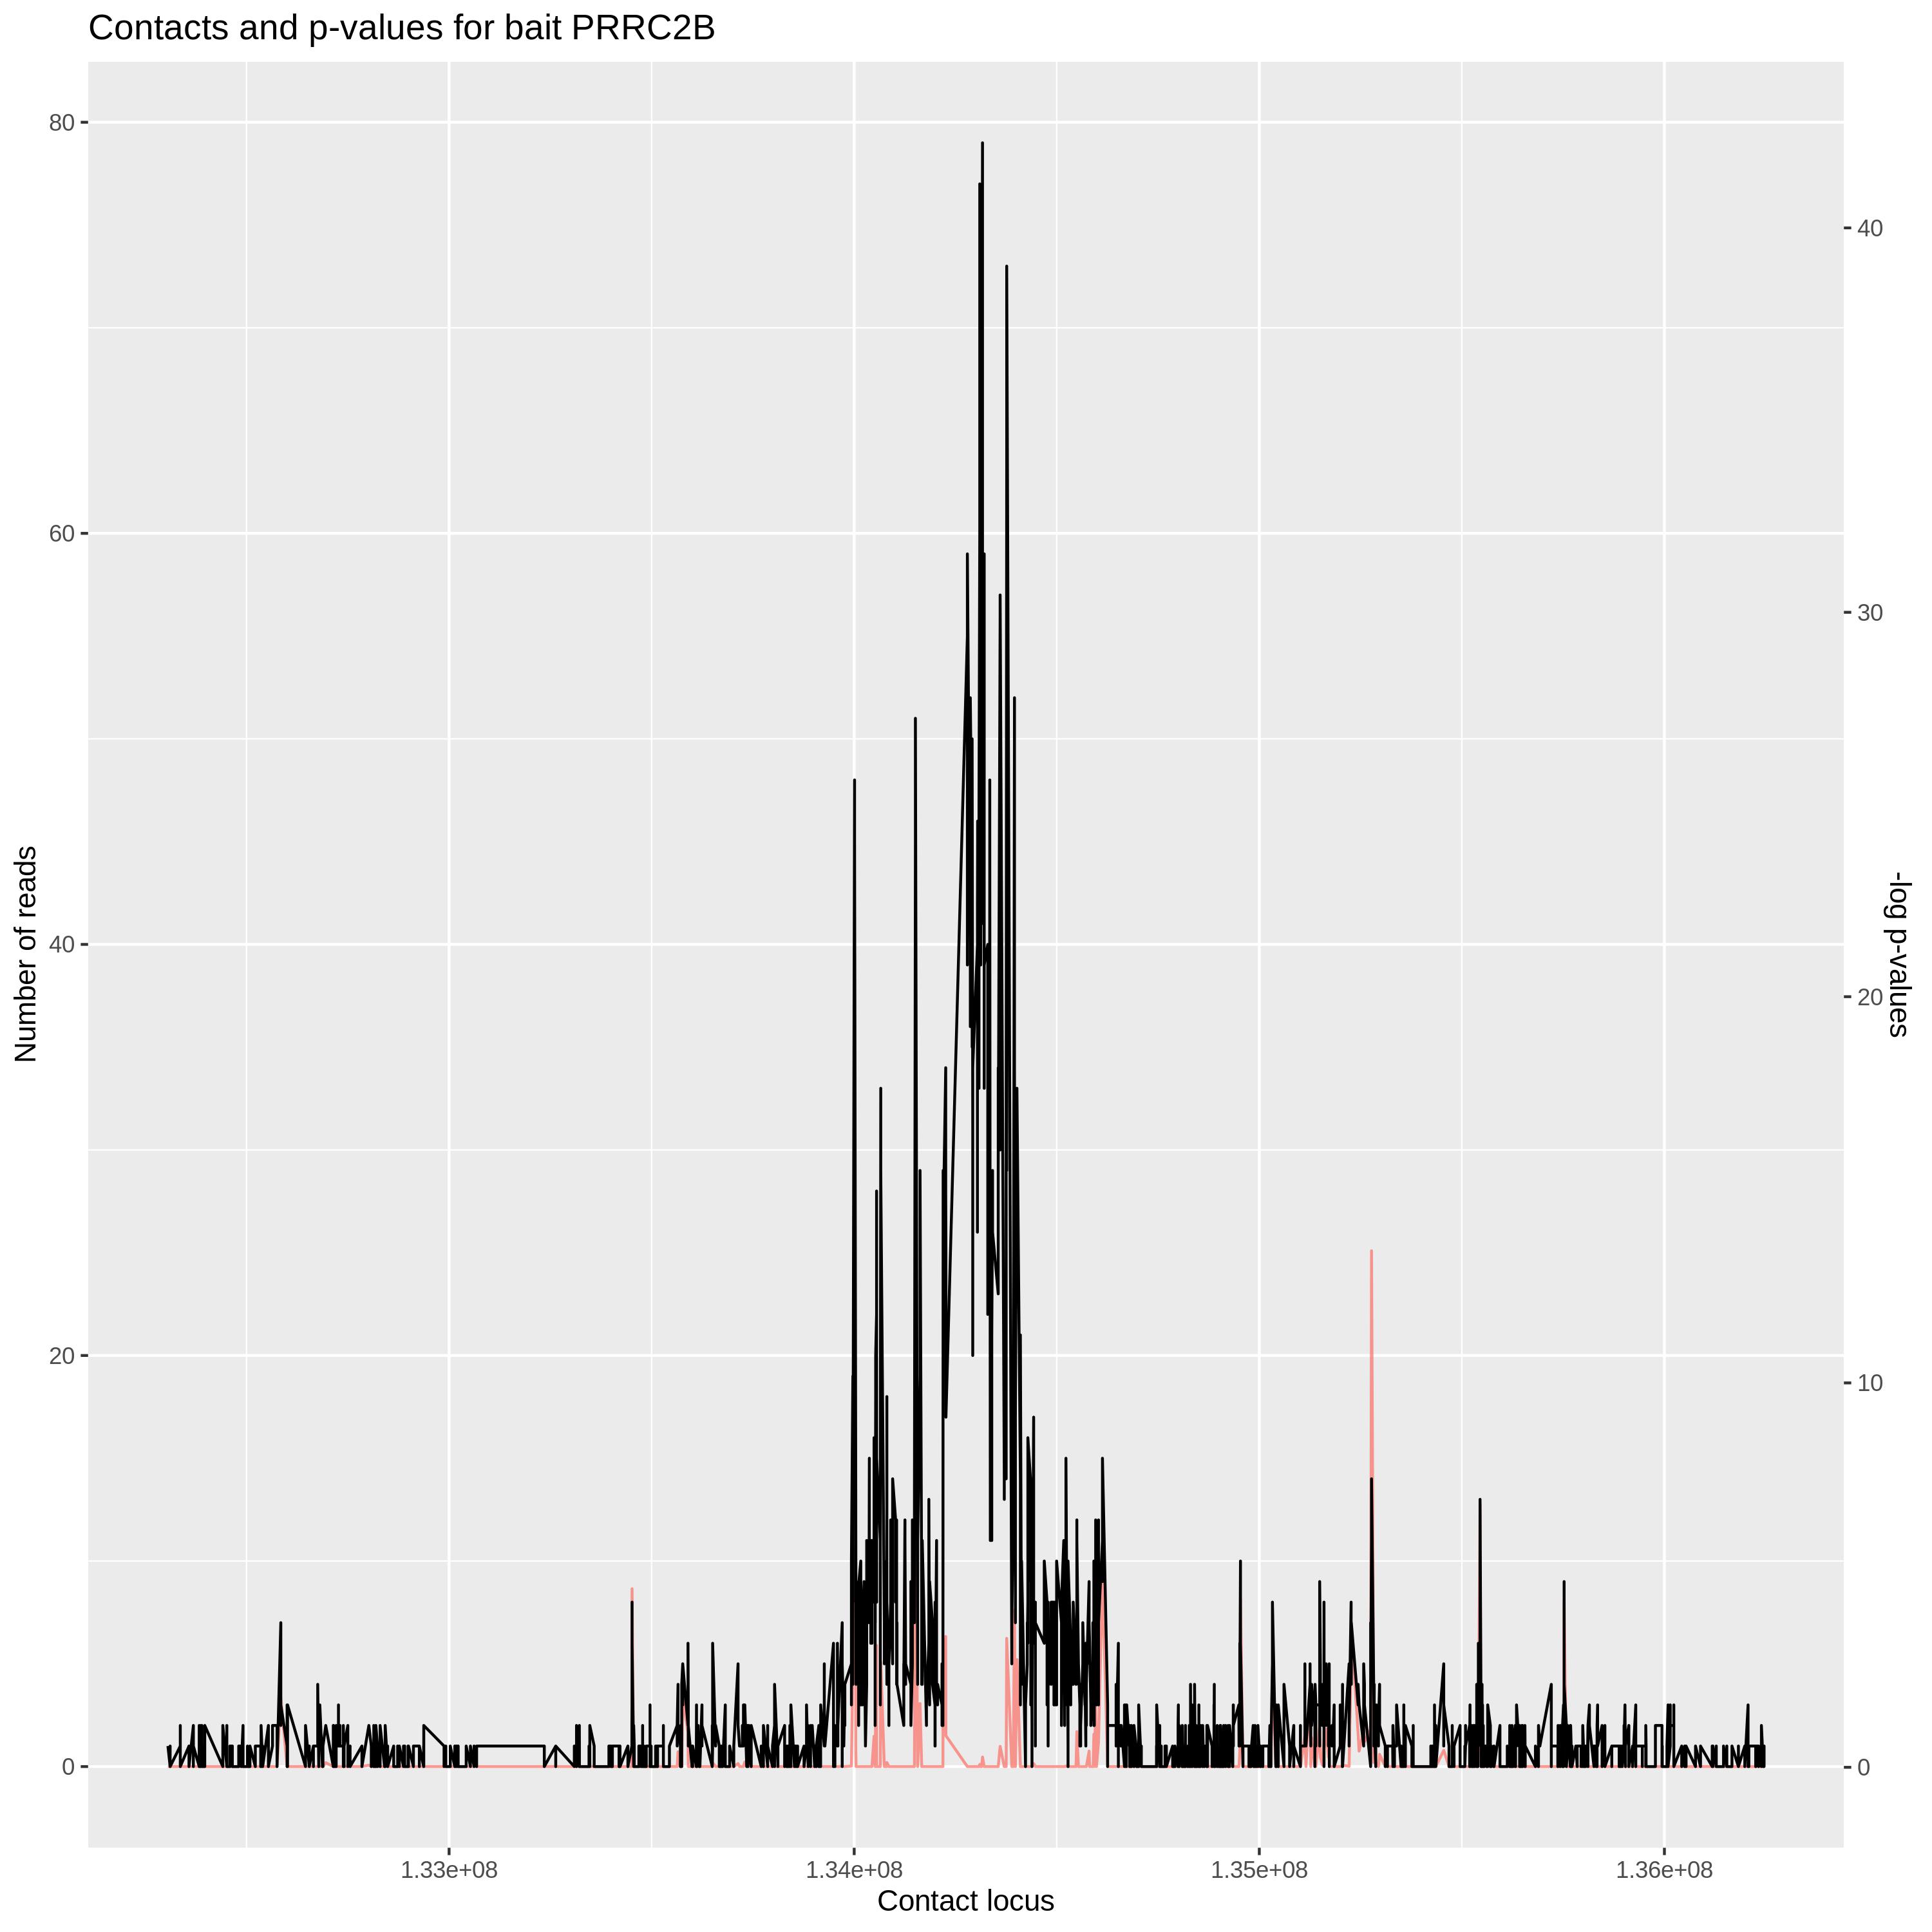 Contacts and p-values for bait PRRC2B
80
60
40
20
0
Number of reads
40
30
20
10
0
-log p-values
1.33e+08 1.34e+08 1.35e+08 1.36e+08
Contact locus